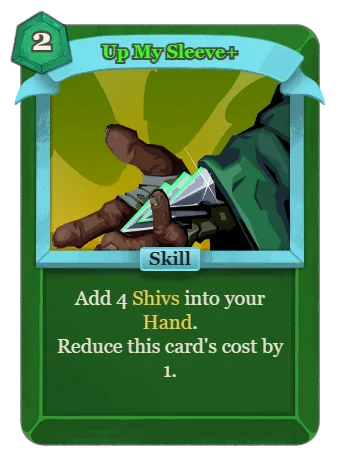 2
Up My Sleeve+
Skill
Add 4 Shivs into your
Hand.
Reduce this card's cost by
1.